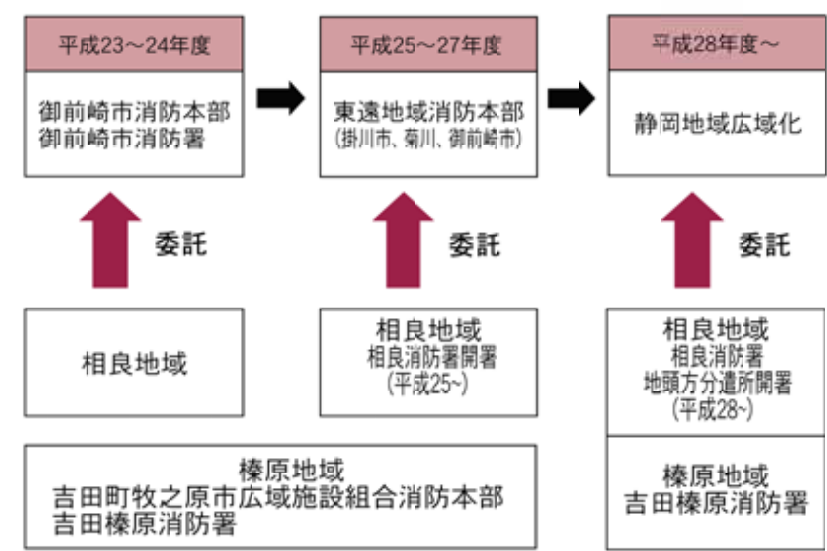 平成23～24年度
御前崎市消防本部
御前崎市消防署
平成25～27年度
東遠地域消防本部
(掛川市、菊川、御前崎市)
平成28年度～
静岡地域広域化
委託
委託
委託
相良地域
相良地域
相良消防署開署
(平成25~)
相良地域
相良消防署
地頭方分遣所開署
(平成28~)
榛原地域
吉田町牧之原市広域施設組合消防本部
吉田榛原消防署
榛原地域
吉田榛原消防署